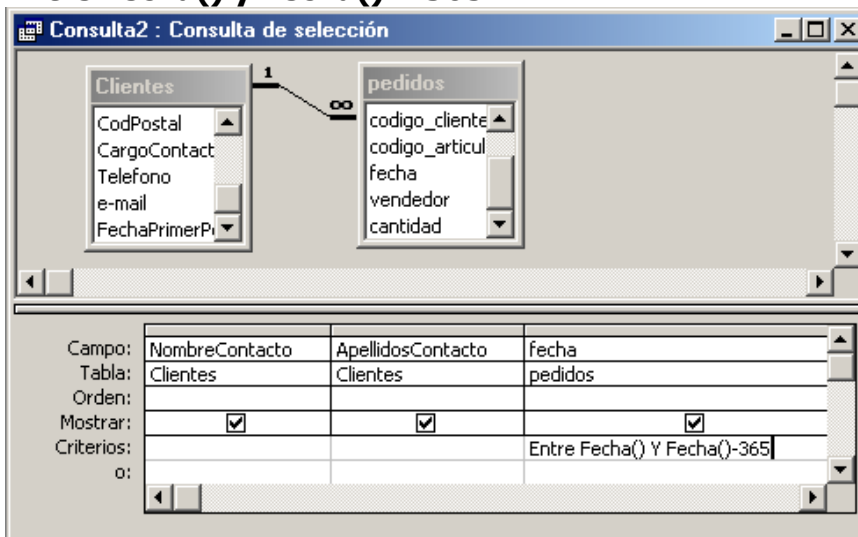 Consulta2 : Consulta de selección
Clientes
CodPostal
CargoContact
Telefono
e-mail
FechaPrimerP
1
∞
pedidos
codigo_cliente
codigo_articul
fecha
vendedor
cantidad
Campo: NombreContacto ApellidosContacto fecha
Tabla: Clientes Clientes pedidos
Orden:
Mostrar:
Criterios: Entre Fecha() Y Fecha()-365
o: